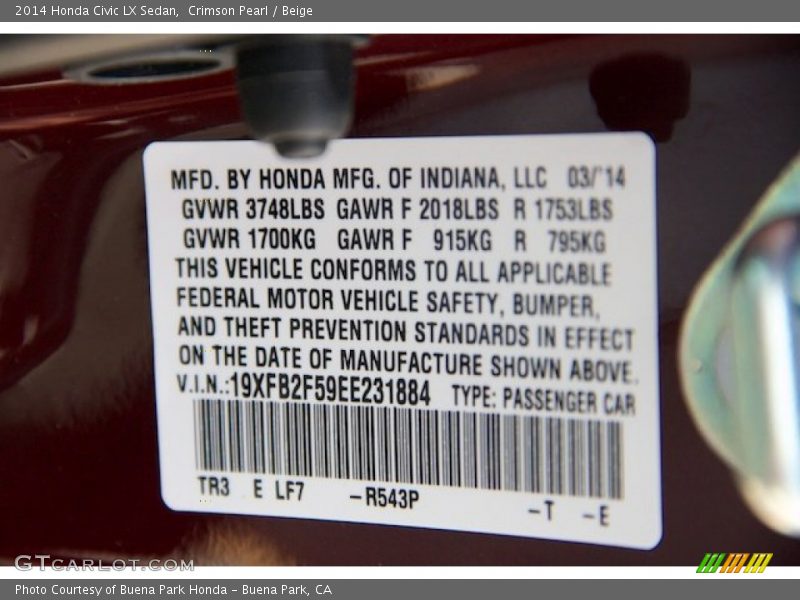 2014 Honda Civic LX Sedan,  Crimson Pearl / Beige
MFD. BY HONDA MFG. OF INDIANA, LLC 03/'14
GVWR 3748LBS GAWR F 2018LBS R 1753LBS
GVWR 1700KG GAWR F 915KG R 795KG
THIS VEHICLE CONFORMS TO ALL APPLICABLE
FEDERAL MOTOR VEHICLE SAFETY, BUMPER,
AND THEFT PREVENTION STANDARDS IN EFFECT
ON THE DATE OF MANUFACTURE SHOWN ABOVE.
V.I.N.:19XFB2F59EE231884 TYPE: PASSENGER CAR
TR3 E LF7 -R543P -T -E
GTCARLOT.COM
Photo Courtesy of Buena Park Honda - Buena Park, CA